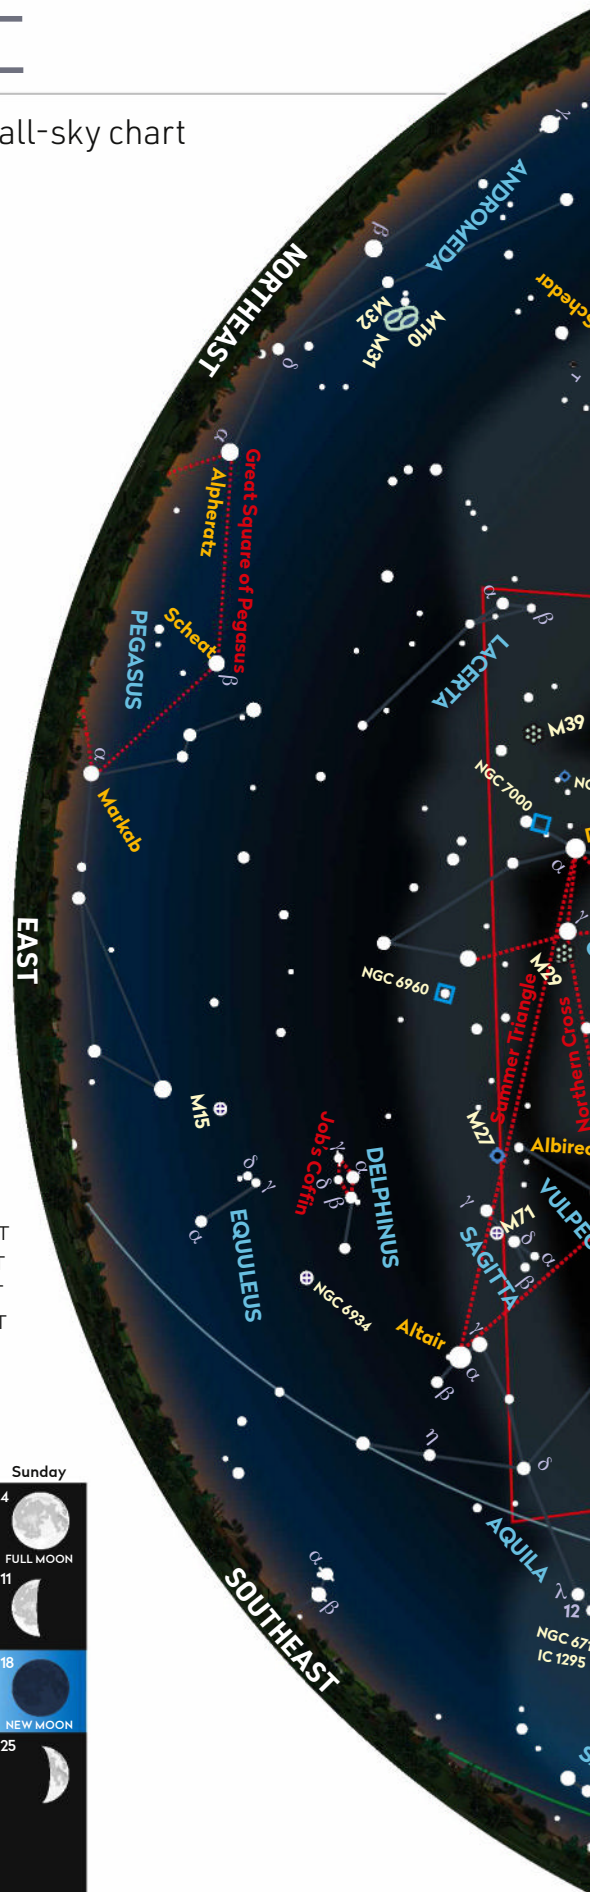 all-sky chart
γ
ANDROMEDA
β
NORTHEAST
Schedar
M32
M110
M31
δ
α
Alpheratz
Great Square of Pegasus
PEGASUS
Scheat
β
α
β
LACERTA
α
Markab
M39
NGC 7000
α
γ
EAST
M29
NGC 6960
Summer Triangle
Northern Cross
M15
M27
Job's Coffin
γ
α
δ
β
DELPHINUS
δ
γ
α
EQUULEUS
γ
M71
δ
α
β
SAGITTA
NGC 6934
Altair
γ
α
β
η
δ
AQUILA
α
β
SOUTHEAST
λ
12
IC 1295
T
T
T
T
Sunday
4
FULL MOON
11
18
NEW MOON
25